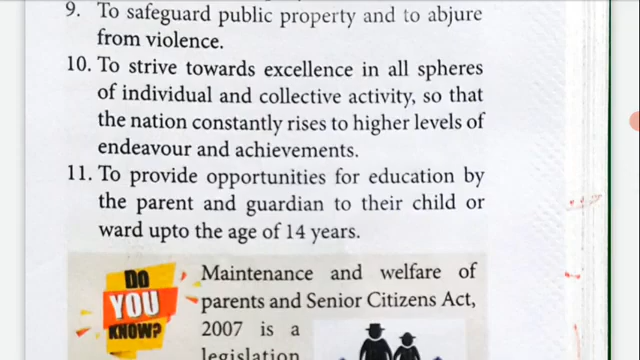 9. To safeguard public property and to abjure
from violence.
10. To strive towards excellence in all spheres
of individual and collective activity, so that
the nation constantly rises to higher levels of
endeavour and achievements.
11. To provide opportunities for education by
the parent and guardian to their child or
ward upto the age of 14 years.
DO
YOU
KNOW?
Maintenance and welfare of
parents and Senior Citizens Act,
2007 is a
legislation